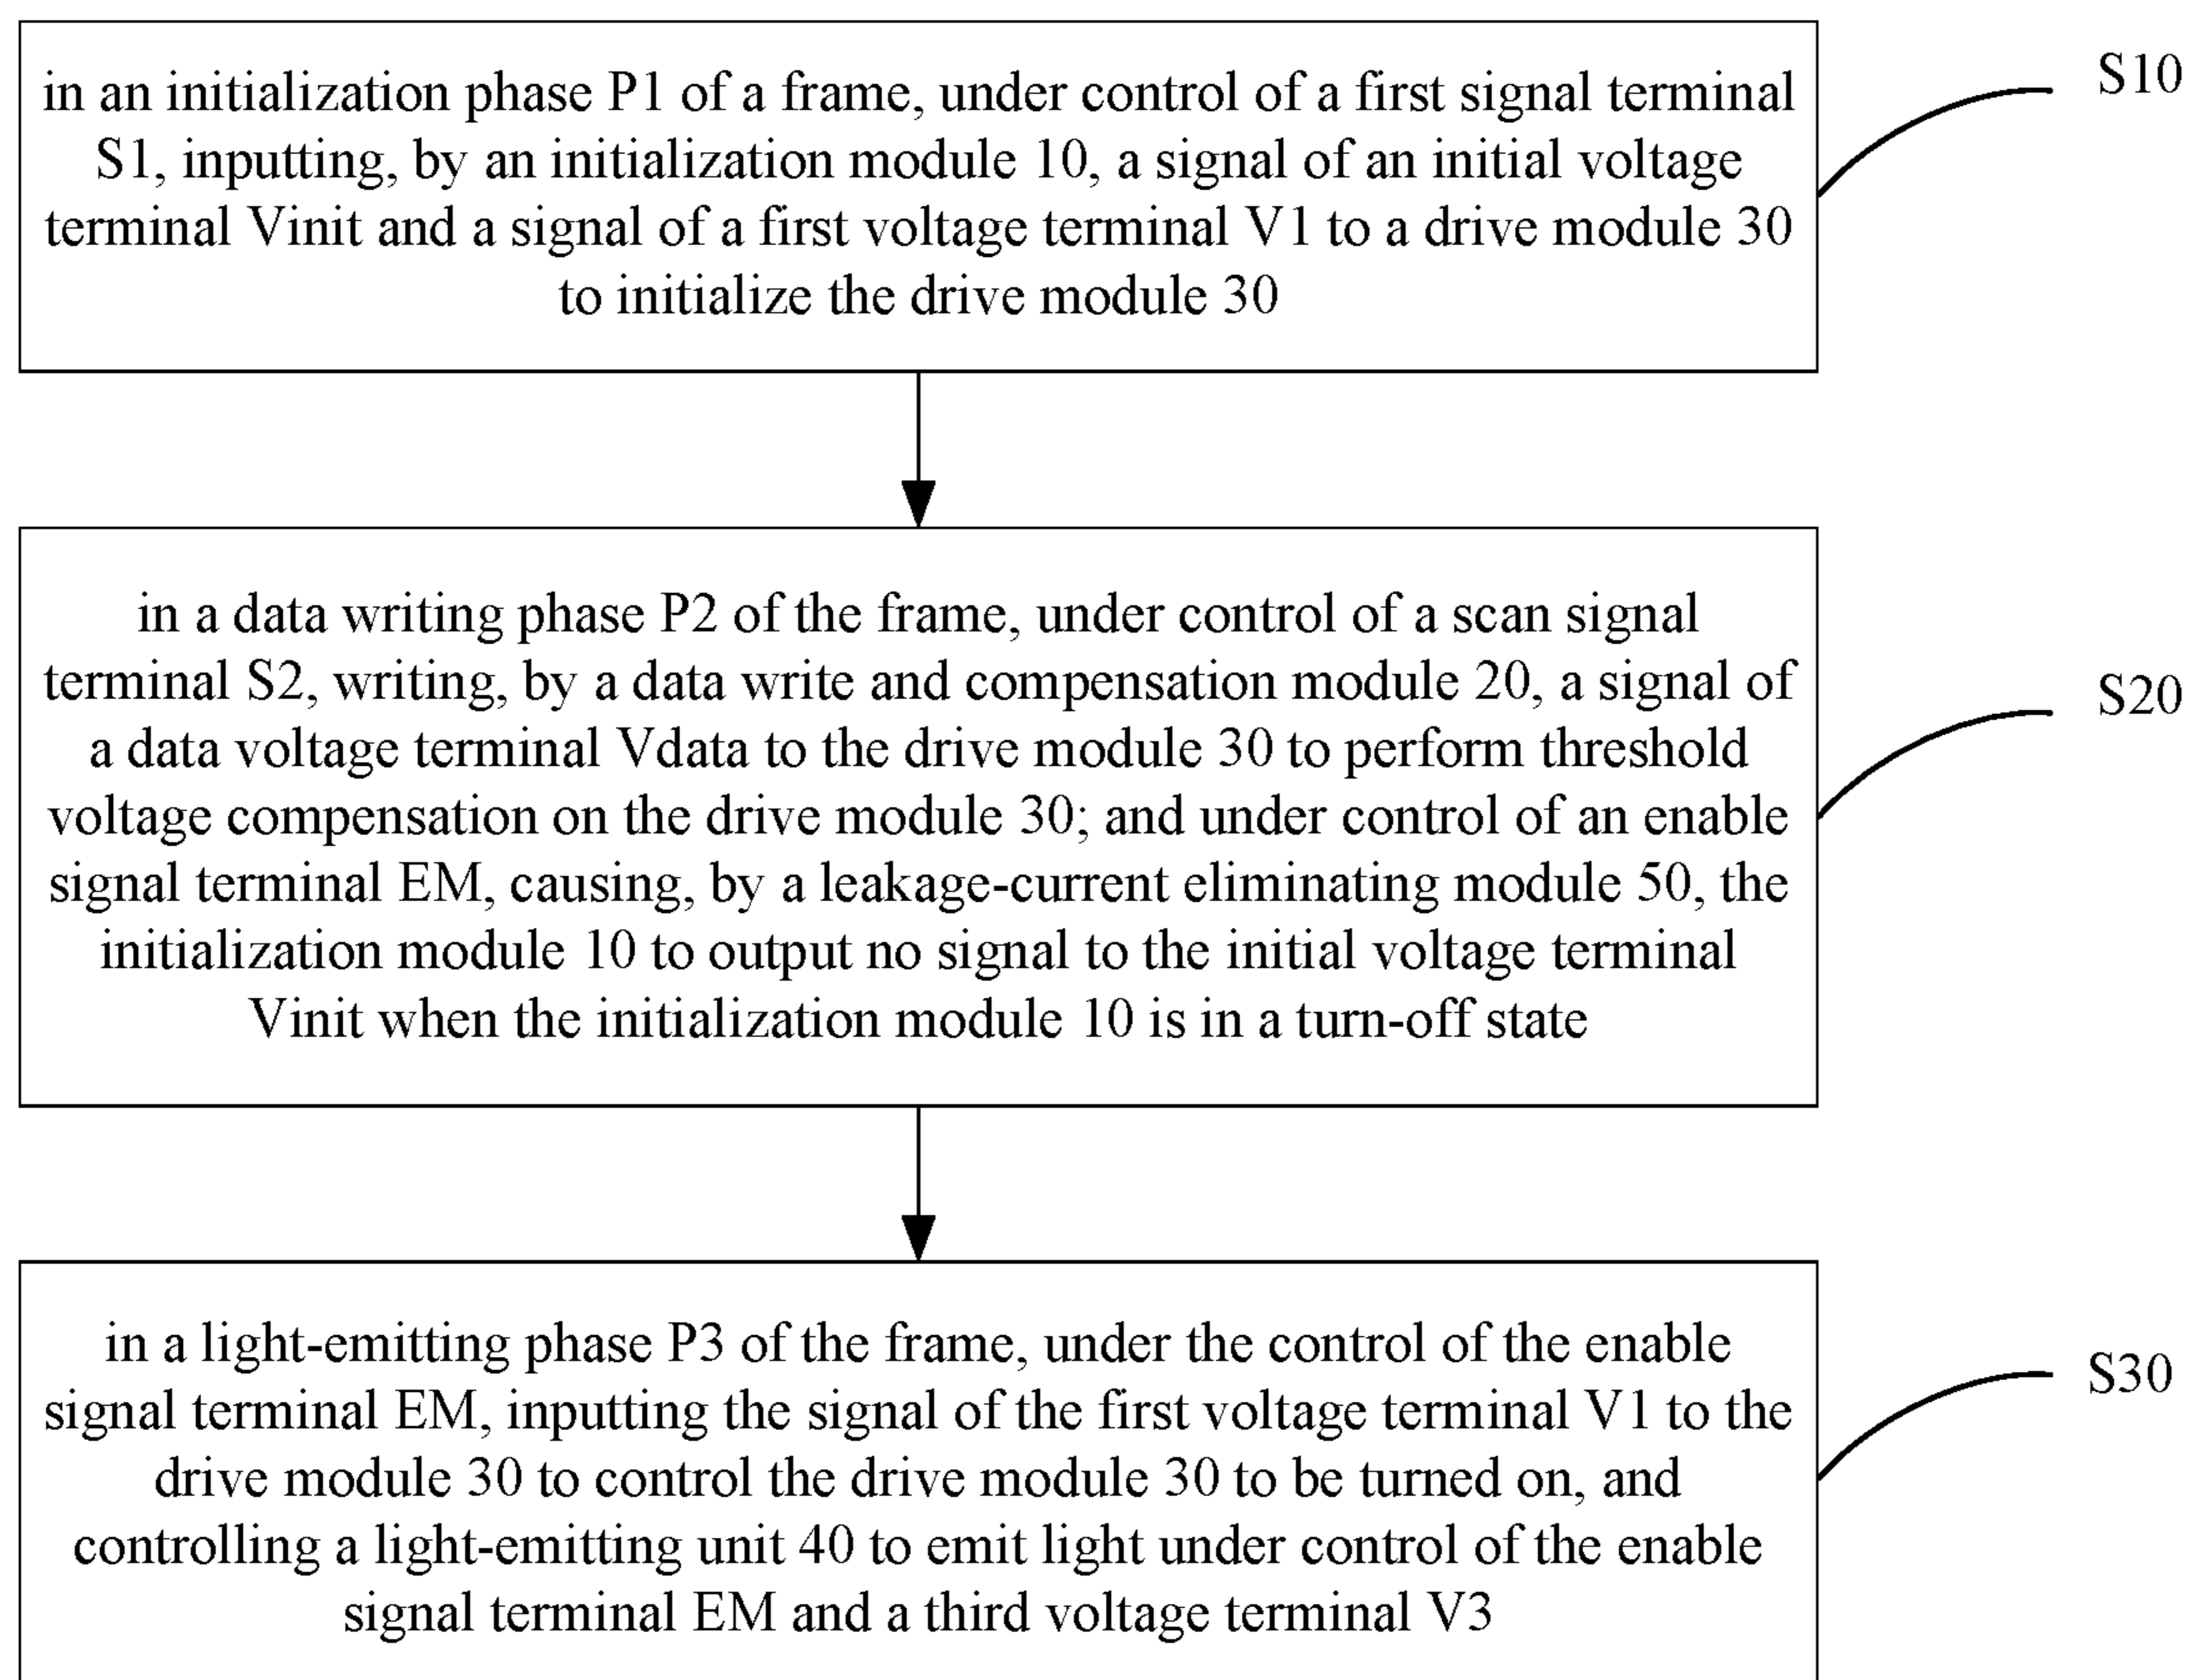 in an initialization phase P1 of a frame, under control of a first signal terminal
S1, inputting, by an initialization module 10, a signal of an initial voltage
terminal Vinit and a signal of a first voltage terminal V1 to a drive module 30
to initialize the drive module 30
S10
in a data writing phase P2 of the frame, under control of a scan signal
terminal S2, writing, by a data write and compensation module 20, a signal of
a data voltage terminal Vdata to the drive module 30 to perform threshold
voltage compensation on the drive module 30; and under control of an enable
signal terminal EM, causing, by a leakage-current eliminating module 50, the
initialization module 10 to output no signal to the initial voltage terminal
Vinit when the initialization module 10 is in a turn-off state
S20
in a light-emitting phase P3 of the frame, under the control of the enable
signal terminal EM, inputting the signal of the first voltage terminal V1 to the
drive module 30 to control the drive module 30 to be turned on, and
controlling a light-emitting unit 40 to emit light under control of the enable
signal terminal EM and a third voltage terminal V3
S30